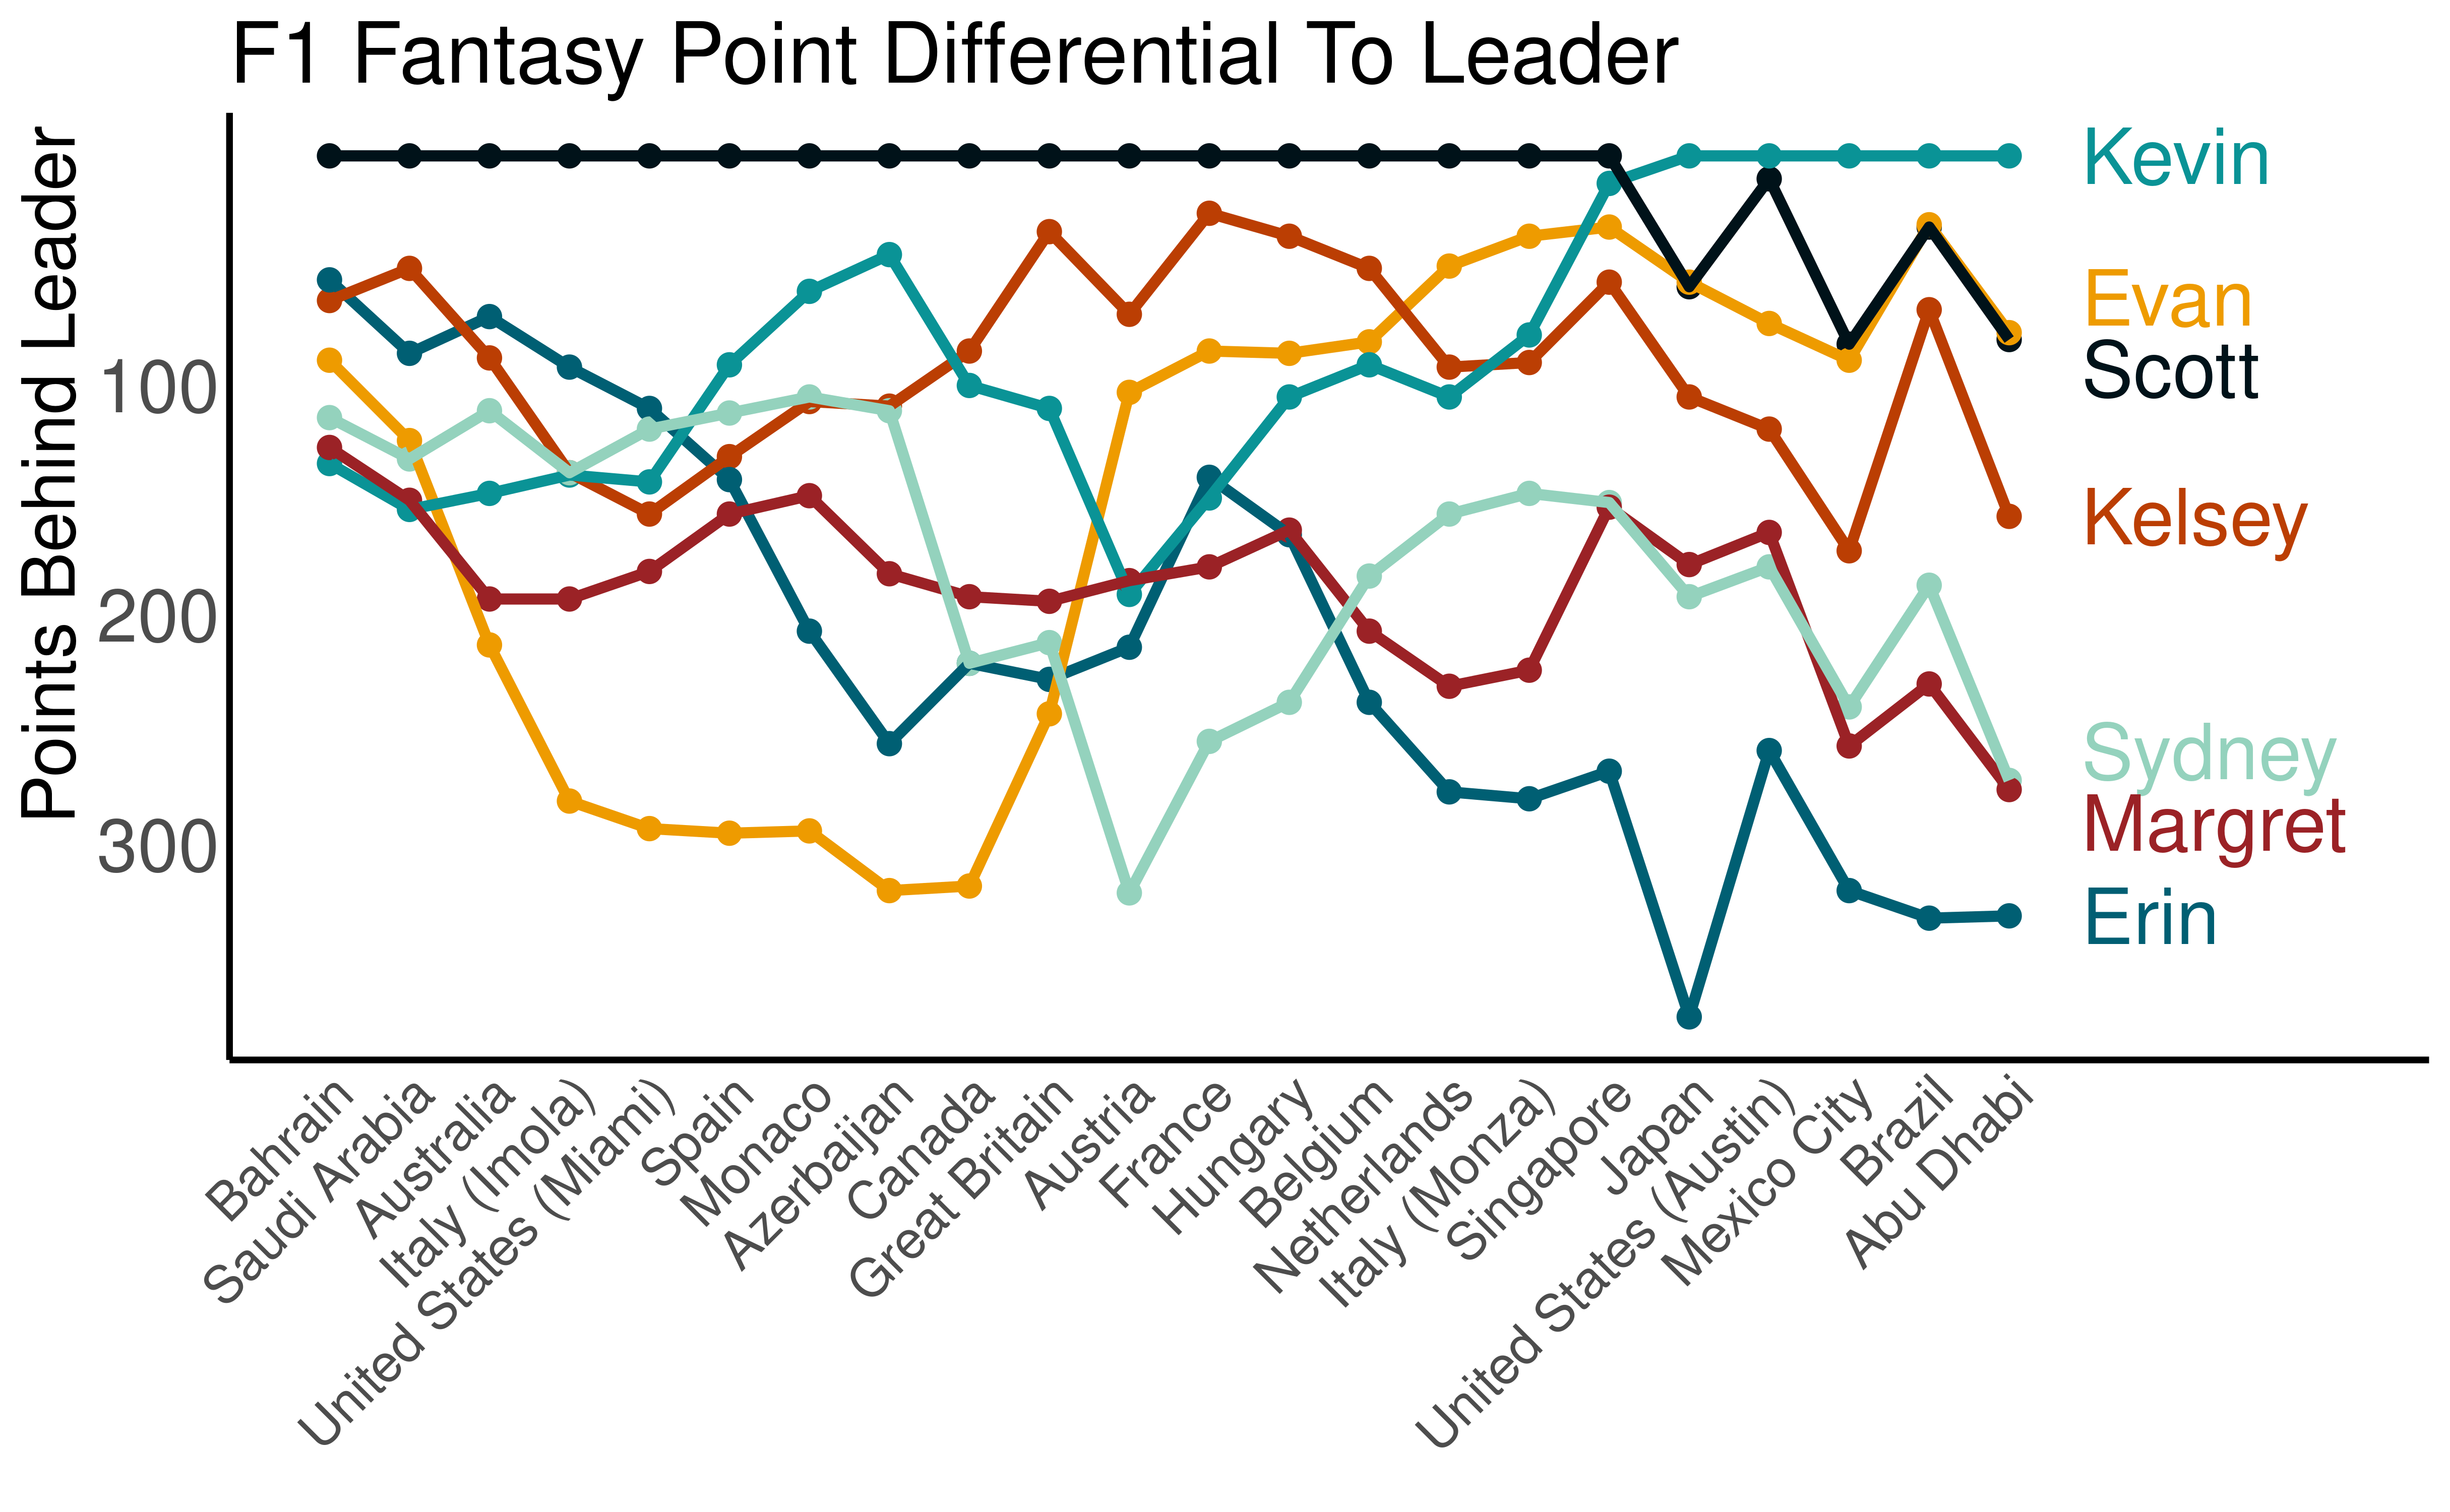 F1 Fantasy Point Differential To Leader
Points Behind Leader
100
200
300
Kevin
Evan
Scott
Kelsey
Sydney
Margret
Erin
Bahrain
Saudi Arabia
Australia
Italy (Imola)
United States (Miami)
Spain
Monaco
Azerbaijan
Canada
Great Britain
Austria
France
Hungary
Belgium
Netherlands
Italy (Monza)
Singapore
Japan
United States (Austin)
Mexico City
Brazil
Abu Dhabi